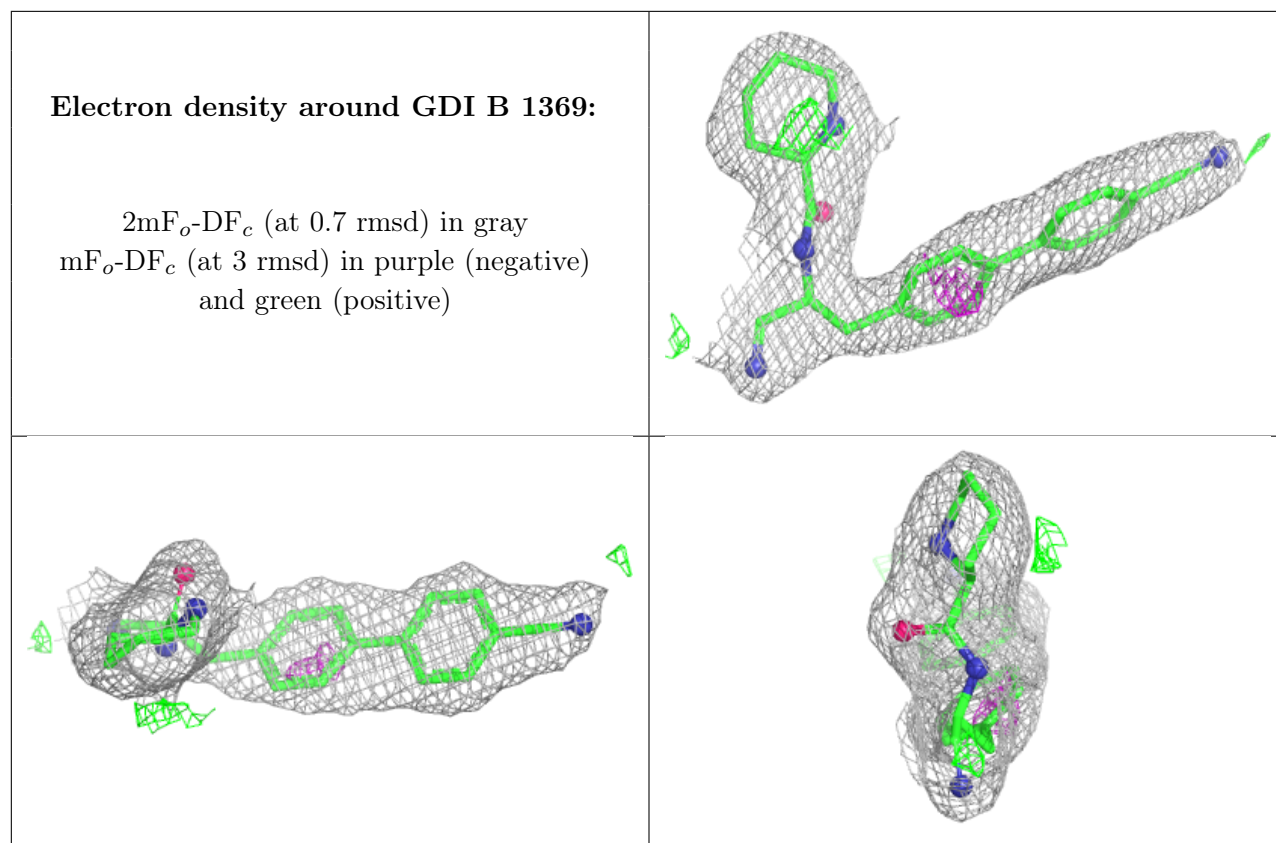 Electron density around GDI B 1369:
2mFo-DFc (at 0.7 rmsd) in gray
mFo-DFc (at 3 rmsd) in purple (negative)
and green (positive)